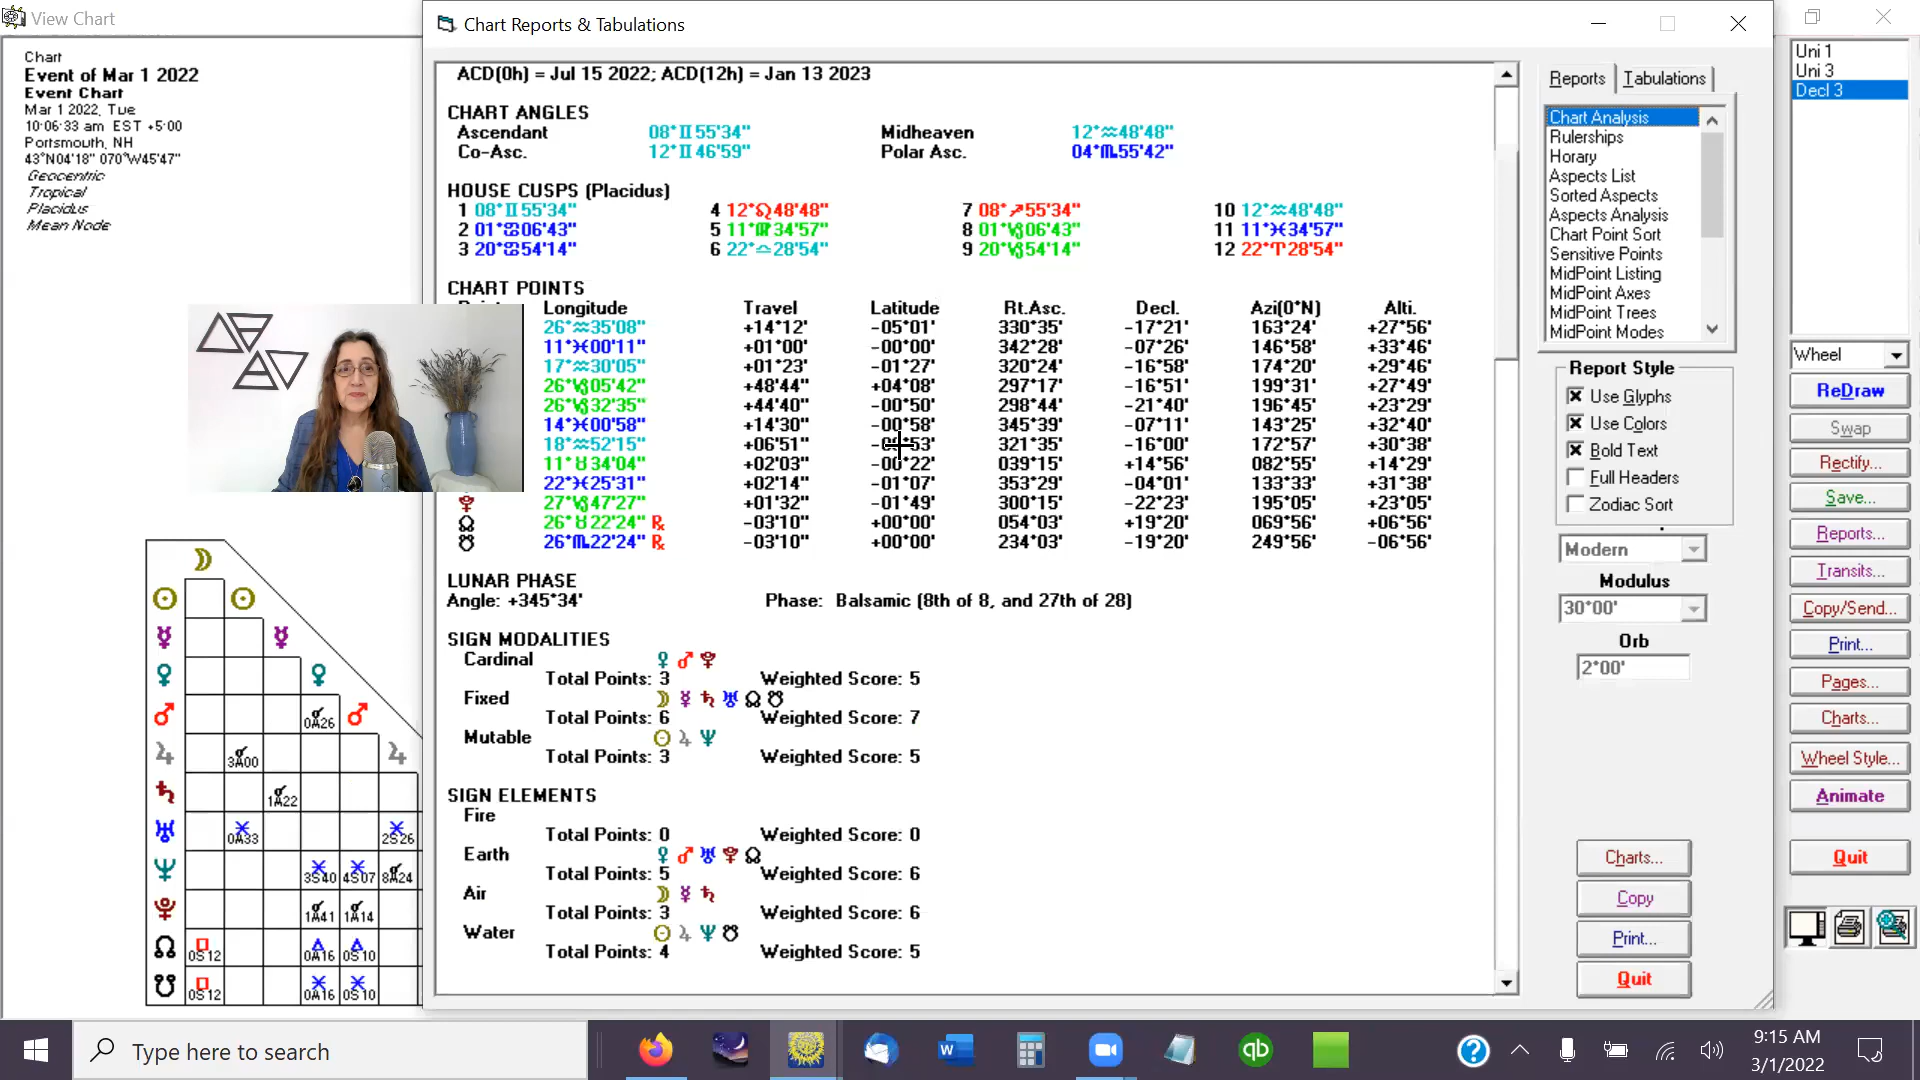 View Chart
Chart
Event of Mar 1 2022
Event Chart
Mar 1 2022, Tue
10:06:33 am EST +5:00
Portsmouth, NH
43°N04'18" 070°W45'47"
Geocentric
Tropical
Placidus
Mean Node
Chart Reports & Tabulations
ACD(0h) = Jul 15 2022; ACD(12h) = Jan 13 2023
CHART ANGLES
Ascendant 08°♊55'34" Midheaven 12°♒48'48"
Co-Asc. 12°♊46'59" Polar Asc. 04°♏55'42"
HOUSE CUSPS (Placidus)
1 08°♊55'34" 4 12°♌48'48" 7 08°♐55'34" 10 12°♒48'48"
2 01°♋06'43" 5 11°♍34'57" 8 01°♑06'43" 11 11°♓34'57"
3 20°♋54'14" 6 22°♎28'54" 9 20°♑54'14" 12 22°♈28'54"
CHART POINTS
Longitude Travel Latitude Rt.Asc. Decl. Azi(0°N) Alti.
26°♒35'08" +14°12' -05°01' 330°35' -17°21' 163°24' +27°56'
11°♓00'11" +01°00' -00°00' 342°28' -07°26' 146°58' +33°46'
17°♒30'05" +01°23' -01°27' 320°24' -16°58' 174°20' +29°46'
26°♑05'42" +48'44" +04°08' 297°17' -16°51' 199°31' +27°49'
26°♑32'35" +44'40" -00°50' 298°44' -21°40' 196°45' +23°29'
14°♓00'58" +14'30" -00°58' 345°39' -07°11' 143°25' +32°40'
18°♒52'15" +06'51" 321°35' -16°00' 172°57' +30°38'
11°♉34'04" +02'03" -00°22' 039°15' +14°56' 082°55' +14°29'
22°♓25'31" +02'14" -01°07' 353°29' -04°01' 133°33' +31°38'
♇ 27°♑47'27" +01'32" -01°49' 300°15' -22°23' 195°05' +23°05'
☊ 26°♉22'24" ℞ -03'10" +00°00' 054°03' +19°20' 069°56' +06°56'
☋ 26°♏22'24" ℞ -03'10" +00°00' 234°03' -19°20' 249°56' -06°56'
LUNAR PHASE
Angle: +345°34' Phase: Balsamic (8th of 8, and 27th of 28)
SIGN MODALITIES
Cardinal ♀ ♂ ♇
Total Points: 3 Weighted Score: 5
Fixed ☽ ☿ ♄ ♅ ☊ ☋
Total Points: 6 Weighted Score: 7
Mutable ☉ ♃ ♆
Total Points: 3 Weighted Score: 5
SIGN ELEMENTS
Fire
Total Points: 0 Weighted Score: 0
Earth ♀ ♂ ♅ ♇ ☊
Total Points: 5 Weighted Score: 6
Air ☽ ☿ ♄
Total Points: 3 Weighted Score: 6
Water ☉ ♃ ♆ ☋
Total Points: 4 Weighted Score: 5
0A26
3A00
1A22
0A33 2S26
3S40 4S07 8A24
1A41 1A14
0S12 0A16 0S10
0S12 0A16 0S10
Reports Tabulations
Chart Analysis
Rulerships
Horary
Aspects List
Sorted Aspects
Aspects Analysis
Chart Point Sort
Sensitive Points
MidPoint Listing
MidPoint Axes
MidPoint Trees
MidPoint Modes
Report Style
Use Glyphs
Use Colors
Bold Text
Full Headers
Zodiac Sort
Modern
Modulus
30°00'
Orb
2°00'
Charts...
Copy
Print...
Quit
Uni 1
Uni 3
Decl 3
Wheel
ReDraw
Swap
Rectify...
Save...
Reports...
Transits...
Copy/Send...
Print...
Pages...
Charts...
Wheel Style...
Animate
Quit
Type here to search
W
qb
?
9:15 AM
3/1/2022